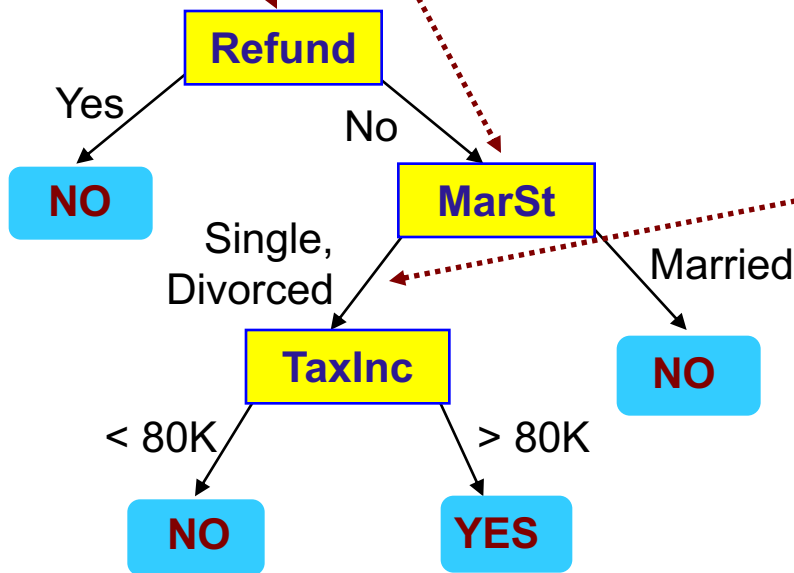 Refund
Yes
No
NO
MarSt
Single,
Divorced
Married
TaxInc
NO
< 80K
> 80K
NO
YES